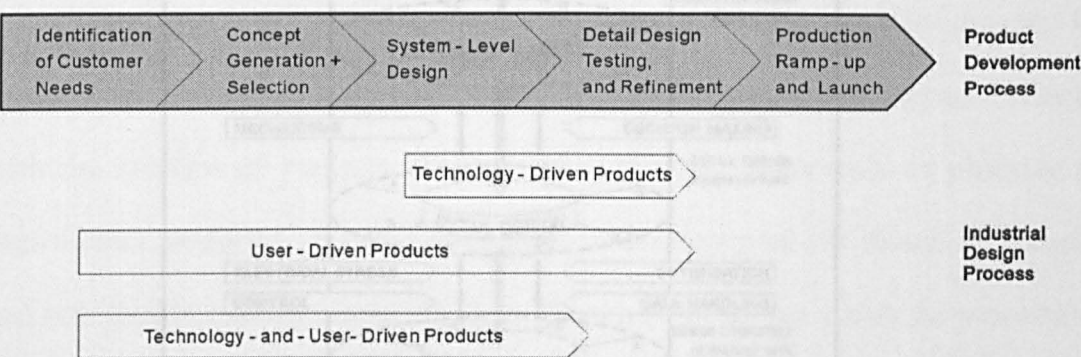 Identification
of Customer
Needs
Concept
Generation +
Selection
System - Level
Design
Detail Design
Testing,
and Refinement
Production
Ramp - up
and Launch
Product
Development
Process
Technology - Driven Products
User - Driven Products
Industrial
Design
Process
Technology - and - User- Driven Products